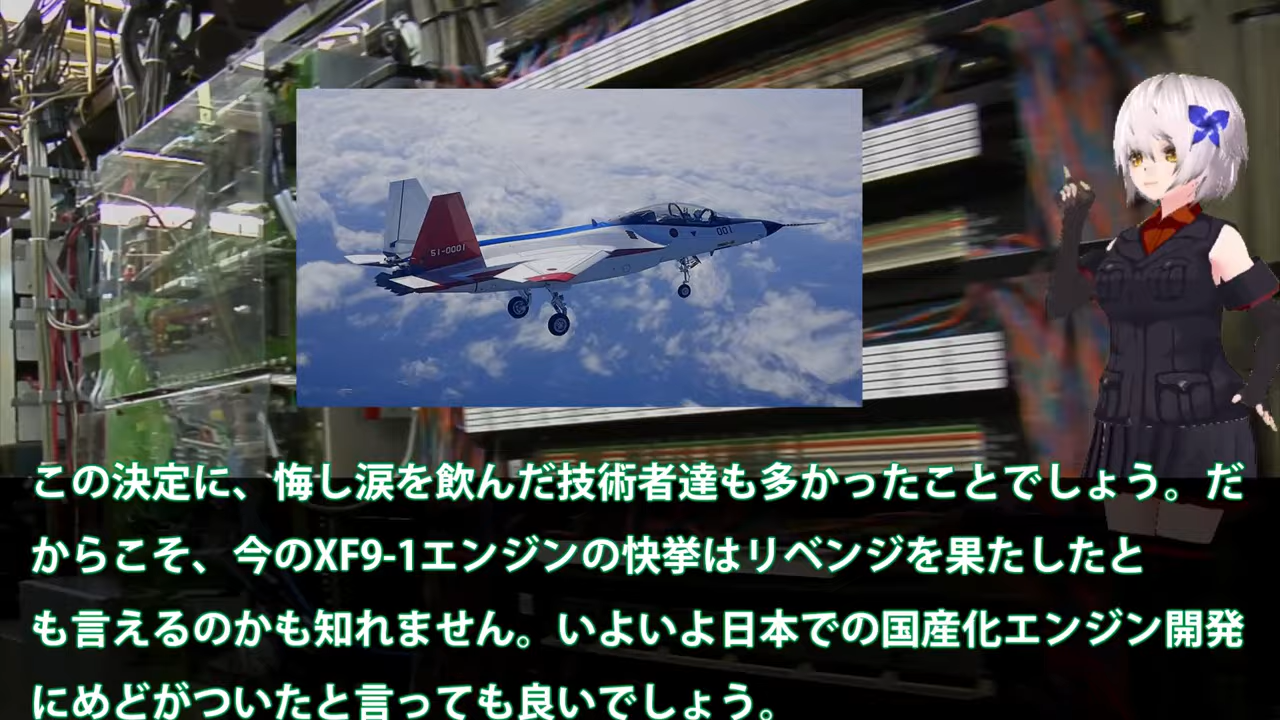 001
51-0001
この決定に、悔し涙を飲んだ技術者達も多かったことでしょう。だ
からこそ、今のXF9-1エンジンの快挙はリベンジを果たしたと
も言えるのかも知れません。いよいよ日本での国産化エンジン開発
にめどがついたと言っても良いでしょう。